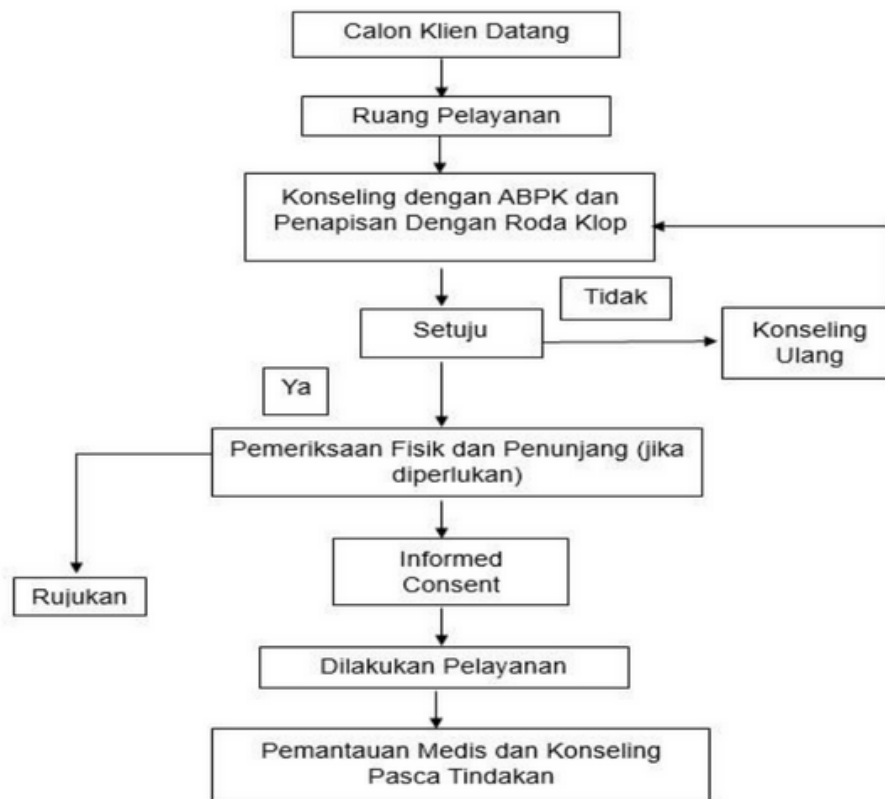 Calon Klien Datang
Ruang Pelayanan
Konseling dengan ABPK dan
Penapisan Dengan Roda Klop
Tidak
Setuju
Konseling
Ulang
Ya
Pemeriksaan Fisik dan Penunjang (jika
diperlukan)
Informed
Consent
Rujukan
Dilakukan Pelayanan
Pemantauan Medis dan Konseling
Pasca Tindakan